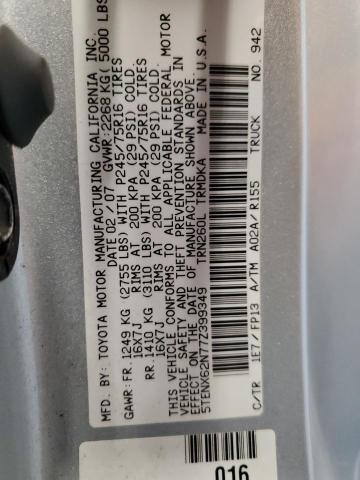 MFD. BY: TOYOTA MOTOR MANUFACTURING CALIFORNIA INC.
DATE 02 / 07 GVWR: 2268 KG ( 5000 LBS
GAWR: FR. 1249 KG (2755 LBS) WITH P245/75R16 TIRES
16X7J RIMS AT 200 KPA (29 PSI) COLD.
RR. 1410 KG (3110 LBS) WITH P245/75R16 TIRES
16X7J RIMS AT 200 KPA (29 PSI) COLD.
THIS VEHICLE CONFORMS TO ALL APPLICABLE FEDERAL MOTOR
VEHICLE SAFETY AND THEFT PREVENTION STANDARDS IN
EFFECT ON THE DATE OF MANUFACTURE SHOWN ABOVE.
5TENX62N77Z399349 TRN260L TRMDKA MADE IN U.S.A.
C/TR 1E7/ FP13 A/TM A02A/ R155 TRUCK NO. 942
016